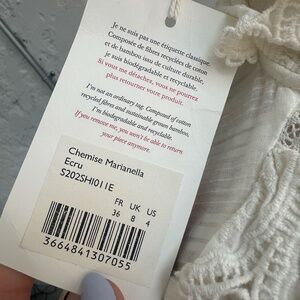 Je ne suis pas une étiquette classique.
Composée de fibres recyclées de coton
et de bambou issu de culture durable.
Je suis biodégradable et recyclable.
Si vous me détachez, vous ne pourrez
plus retourner votre produit.
I'm not an ordinary tag. Composed of cotton
recycled fibres and sustainable grown bamboo,
I'm biodegradable and recyclable.
If you remove me, you won't be able to return
your piece anymore.
Chemise Marianella
Ecru
S202SHI011E
FR UK US
36 8 4
3664841307055